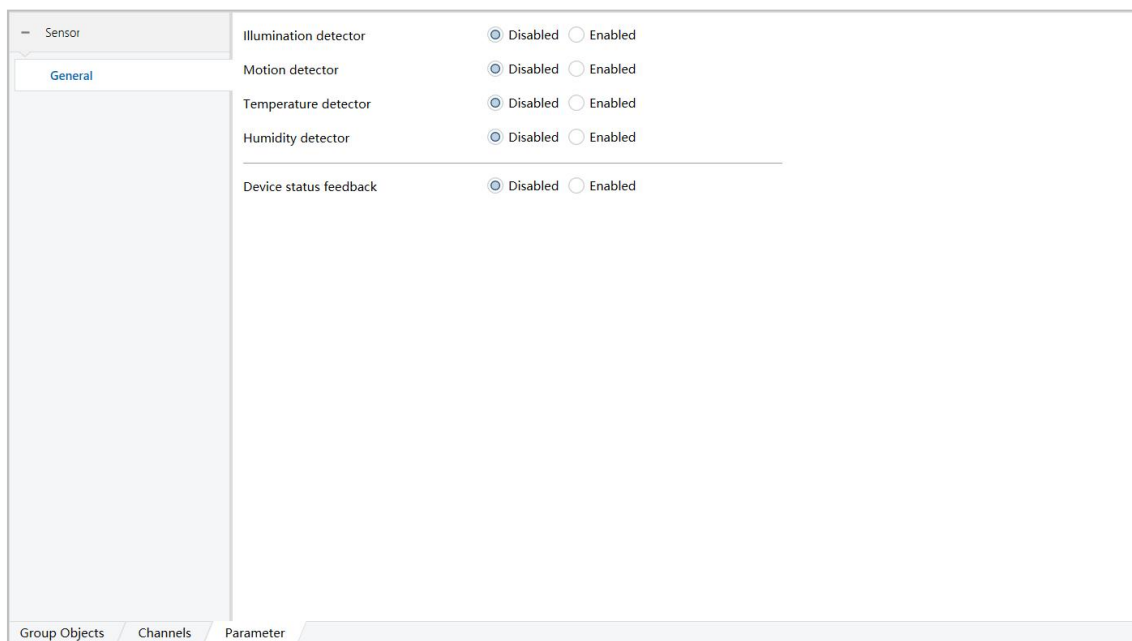 Sensor
General
Illumination detector Disabled Enabled
Motion detector Disabled Enabled
Temperature detector Disabled Enabled
Humidity detector Disabled Enabled
Device status feedback Disabled Enabled
Group Objects Channels Parameter